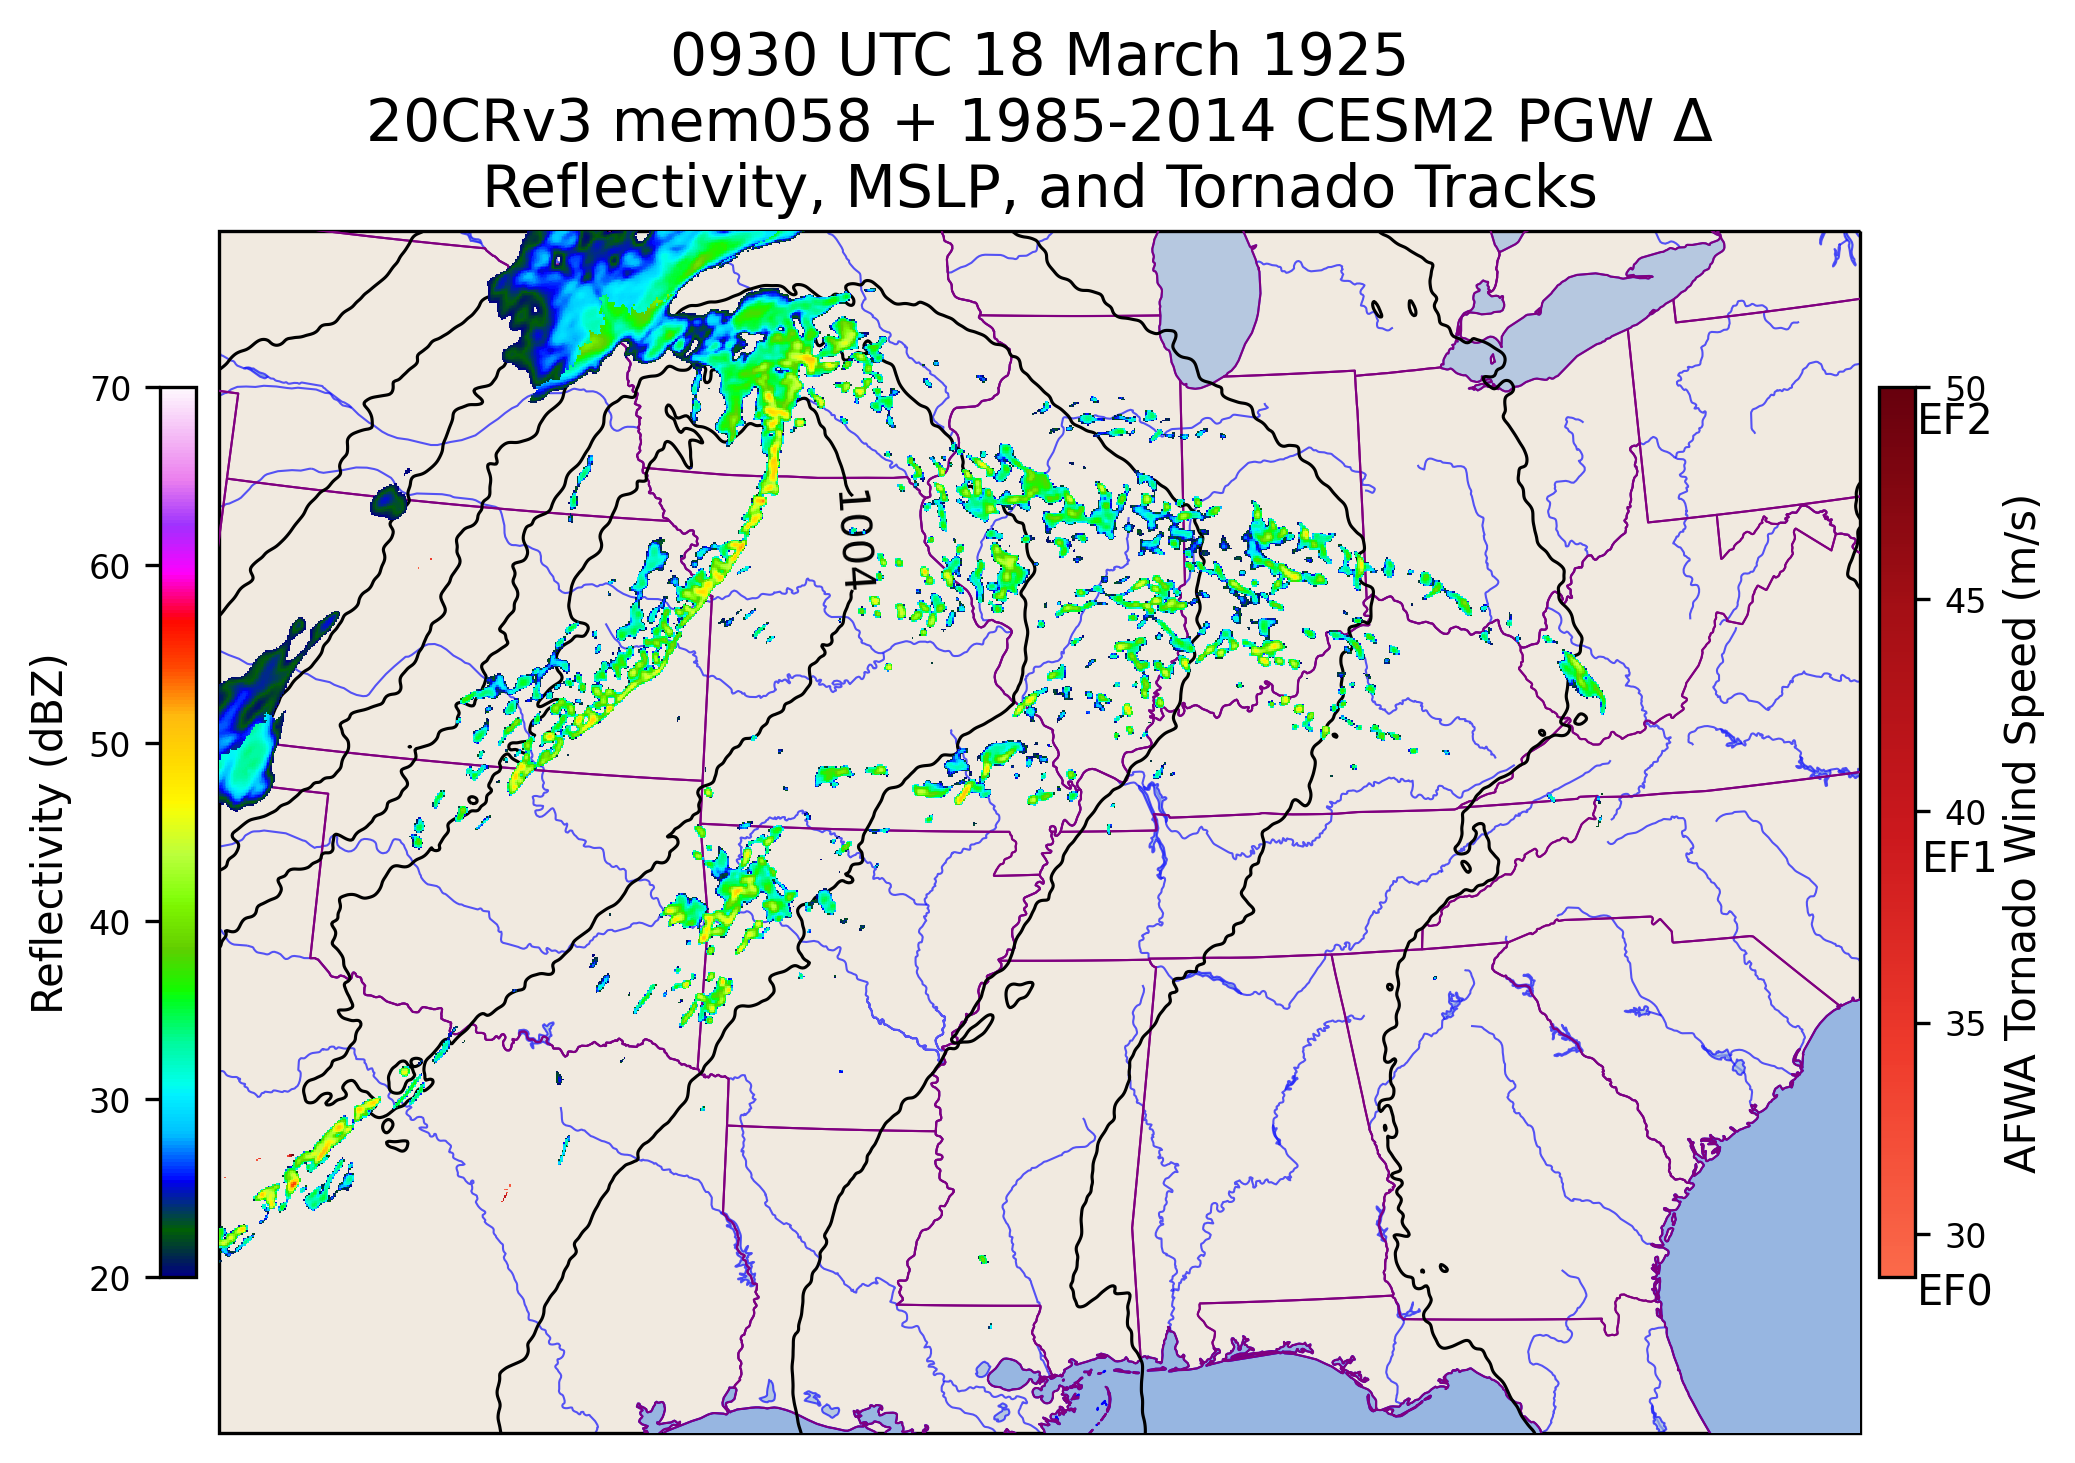 0930 UTC 18 March 1925
20CRv3 mem058 + 1985-2014 CESM2 PGW Δ
Reflectivity, MSLP, and Tornado Tracks
70
60
50
40
30
20
Reflectivity (dBZ)
1004
50
EF2
45
40
EF1
35
30
EF0
AFWA Tornado Wind Speed (m/s)